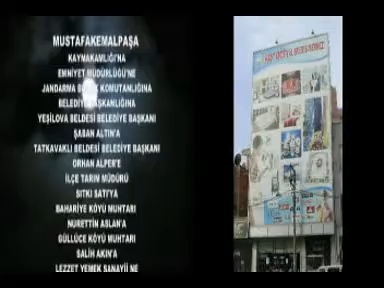 MUSTAFAKEMALPAŞA
KAYMAKAMLIĞI'NA
EMNİYET MÜDÜRLÜĞÜ'NE
JANDARMA BÖLÜK KOMUTANLIĞINA
BELEDİYE BAŞKANLIĞINA
YEŞİLOVA BELDESİ BELEDİYE BAŞKANI
ŞABAN ALTIN'A
TATKAVAKLI BELDESİ BELEDİYE BAŞKANI
ORHAN ALPER'E
İLÇE TARIM MÜDÜRÜ
SITKI SATI'YA
BAHARİYE KÖYÜ MUHTARI
NURETTİN ASLAN'A
GÜLLÜCE KÖYÜ MUHTARI
SALİH AKIN'A
LEZZET YEMEK SANAYİİ NE